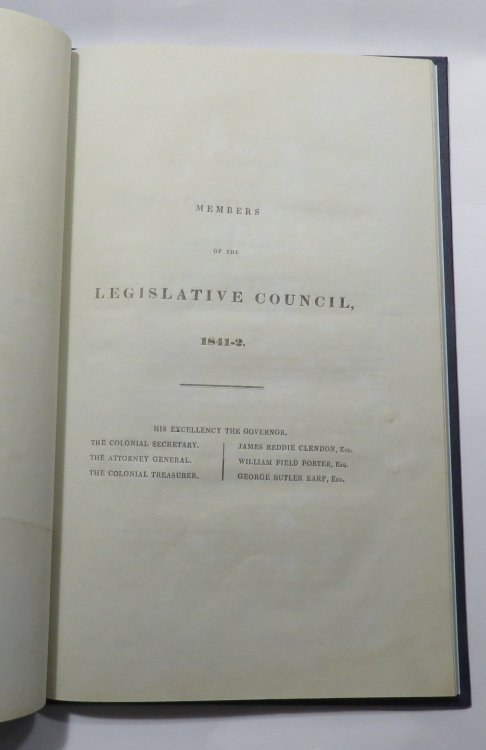 MEMBERS
OF THE
LEGISLATIVE COUNCIL,
1841-2.
HIS EXCELLENCY THE GOVERNOR.
THE COLONIAL SECRETARY.
THE ATTORNEY GENERAL.
THE COLONIAL TREASURER.
JAMES REDDIE CLENDON, Esq.
WILLIAM FIELD PORTER, Esq.
GEORGE BUTLER EARP, Esq.